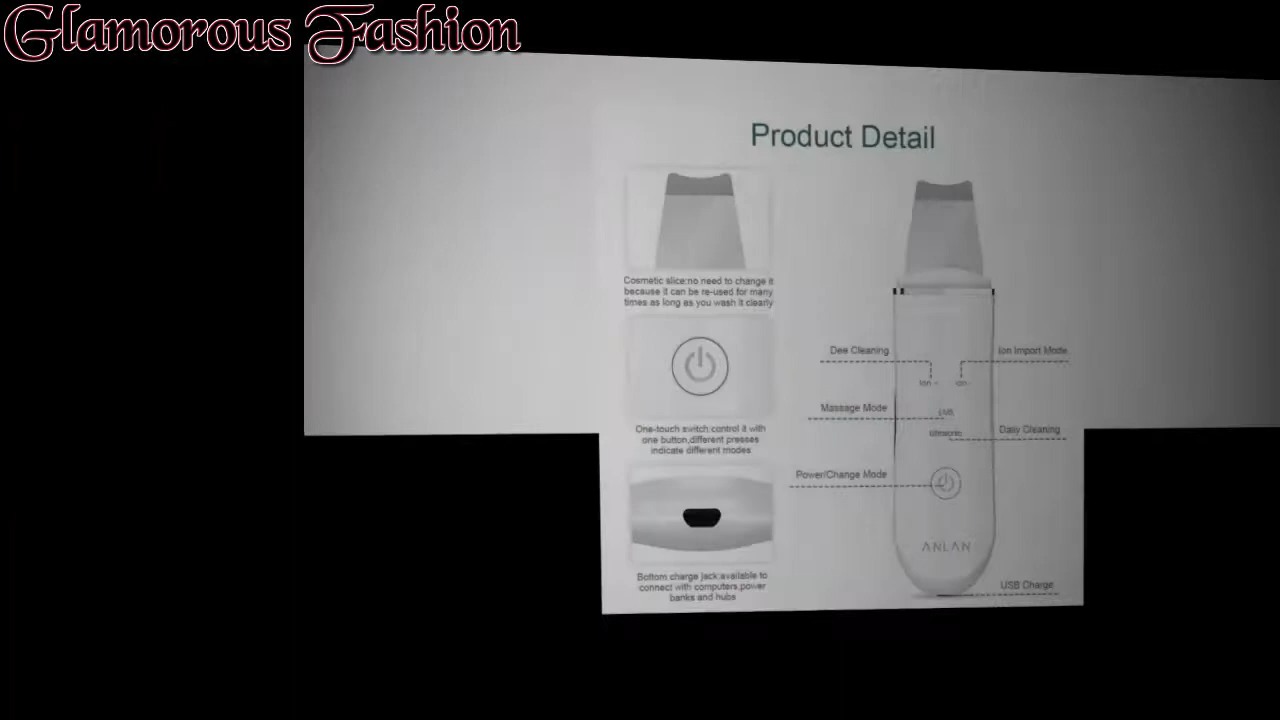 Glamorous Fashion
Product Detail
Cosmetic slice:no need to change it
because it can be re-used for many
times as long as you wash it clearly
One-touch switch:control it with
one button,different presses
indicate different modes
Bottom charge jack:available to
connect with computers,power
banks and hubs
Dee Cleaning
Ion Import Mode
Ion -
Ion
Massage Mode
EMS
Ultrasonic
Daily Cleaning
Power/Change Mode
ANLAN
USB Charge